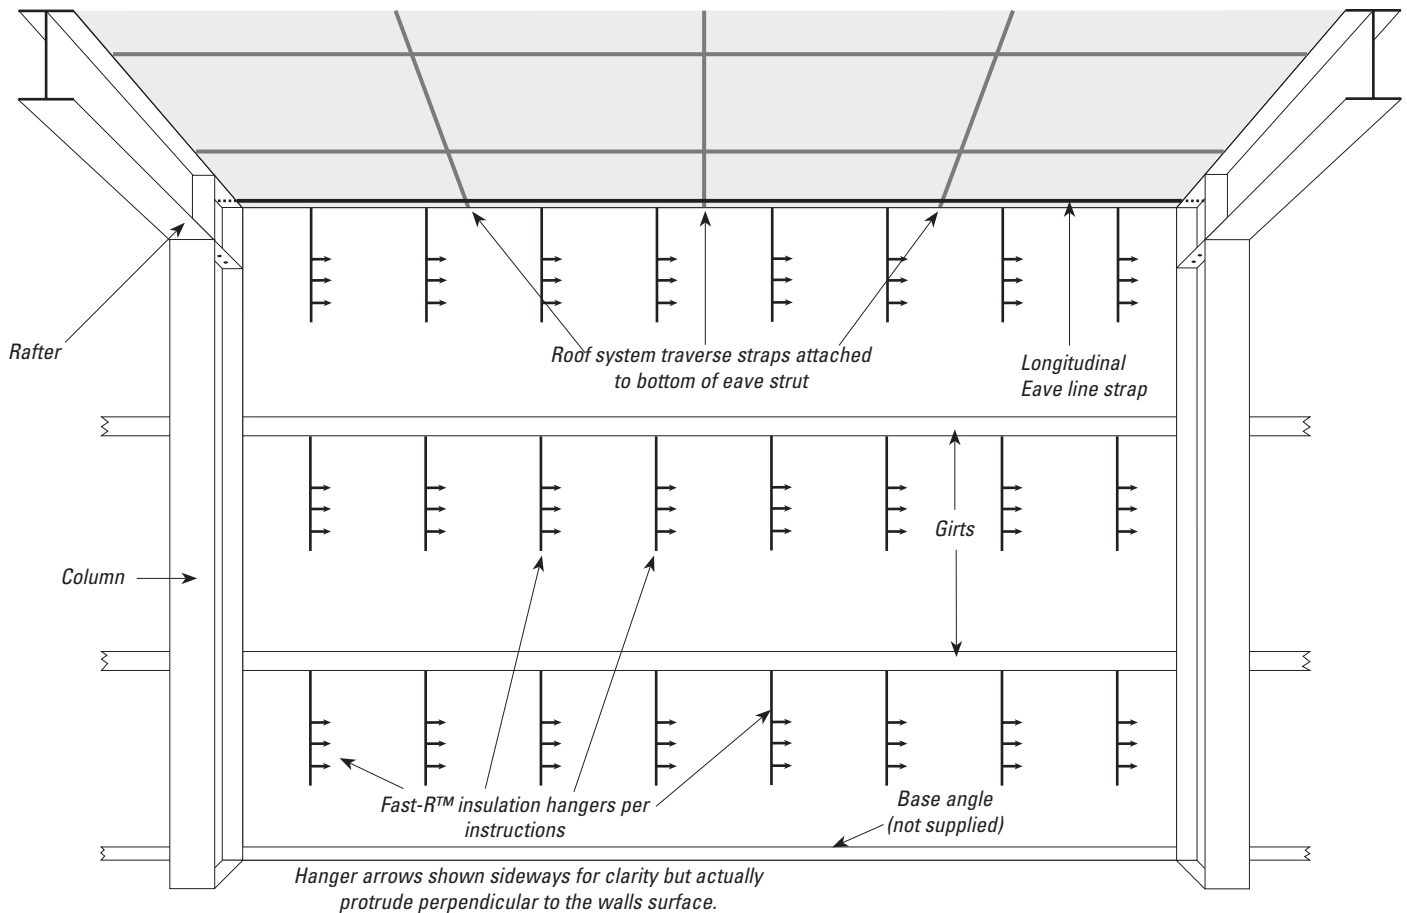 Rafter
Roof system traverse straps attached
to bottom of eave strut
Longitudinal
Eave line strap
Girts
Column
Fast-R™ insulation hangers per
instructions
Base angle
(not supplied)
Hanger arrows shown sideways for clarity but actually
protrude perpendicular to the walls surface.